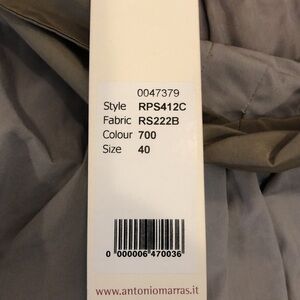 0047379
Style RPS412C
Fabric RS222B
Colour 700
Size 40
0 000006 470036
www.antoniomarras.it